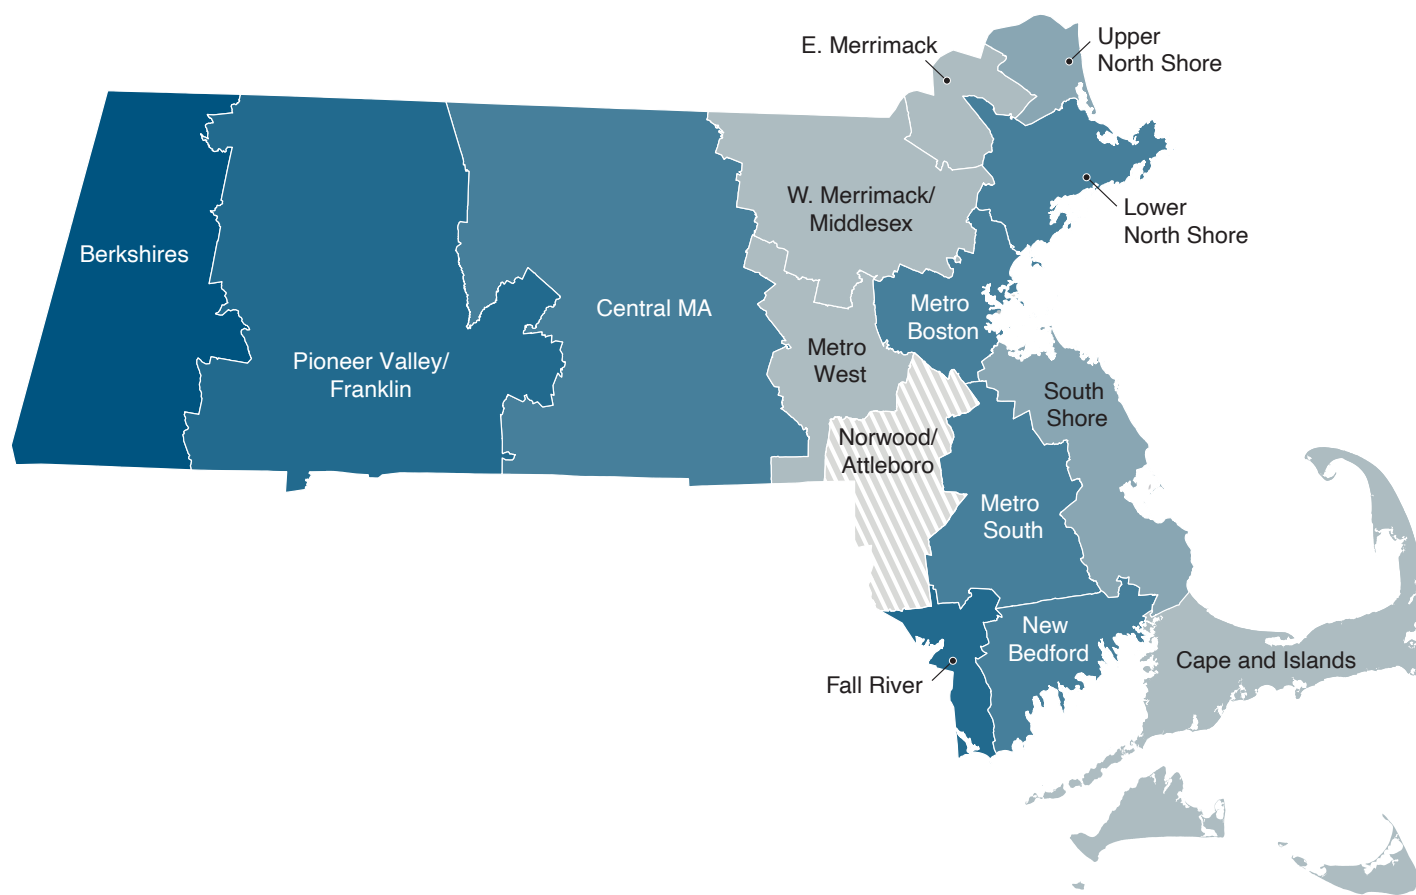 E. Merrimack
Upper
North Shore
W. Merrimack/
Middlesex
Lower
North Shore
Berkshires
Central MA
Metro
Boston
Pioneer Valley/
Franklin
Metro
West
South
Shore
Norwood/
Attleboro
Metro
South
New
Bedford
Cape and Islands
Fall River